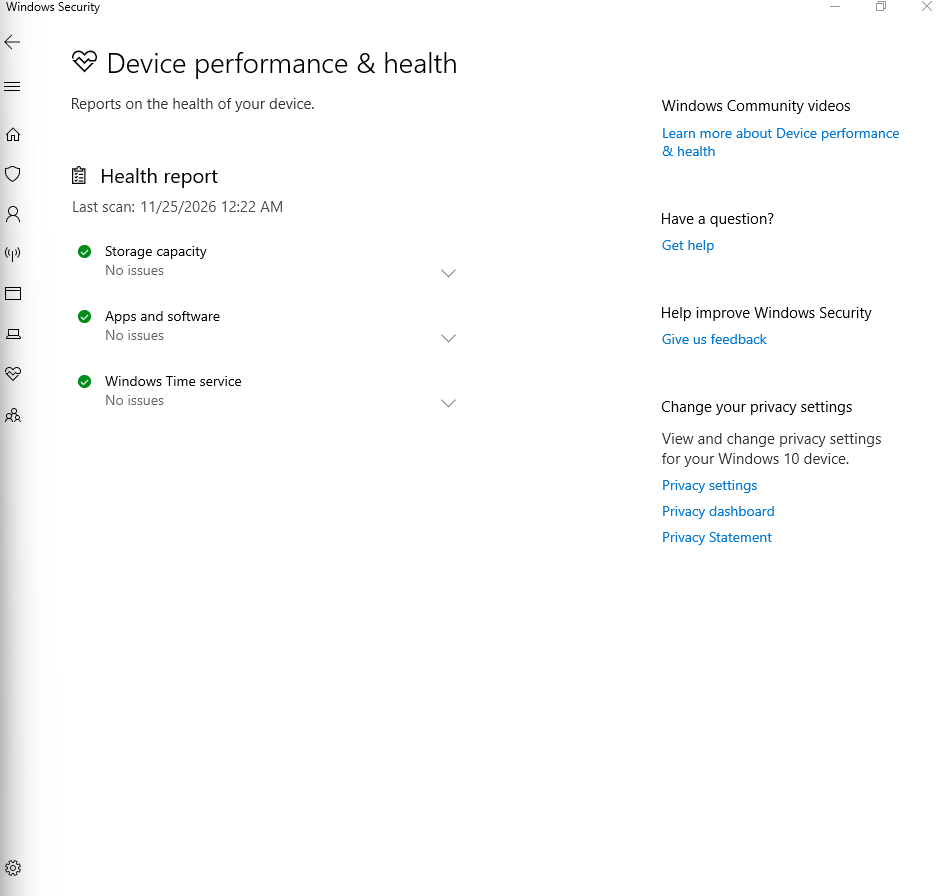 Windows Security
Device performance & health
Reports on the health of your device.
Health report
Last scan: 11/25/2026 12:22 AM
Storage capacity
No issues
Apps and software
No issues
Windows Time service
No issues
Windows Community videos
Learn more about Device performance
& health
Have a question?
Get help
Help improve Windows Security
Give us feedback
Change your privacy settings
View and change privacy settings
for your Windows 10 device.
Privacy settings
Privacy dashboard
Privacy Statement